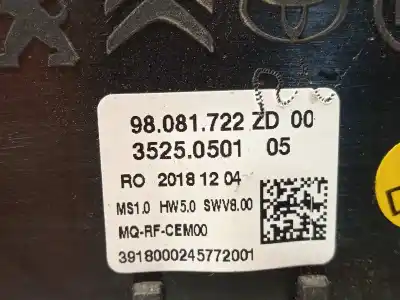 98.081.722 ZD 00
3525.0501 05
RO 2018 12 04
MS1.0 HW5.0 SWV8.00
MQ-RF-CEM00
3918000245772001